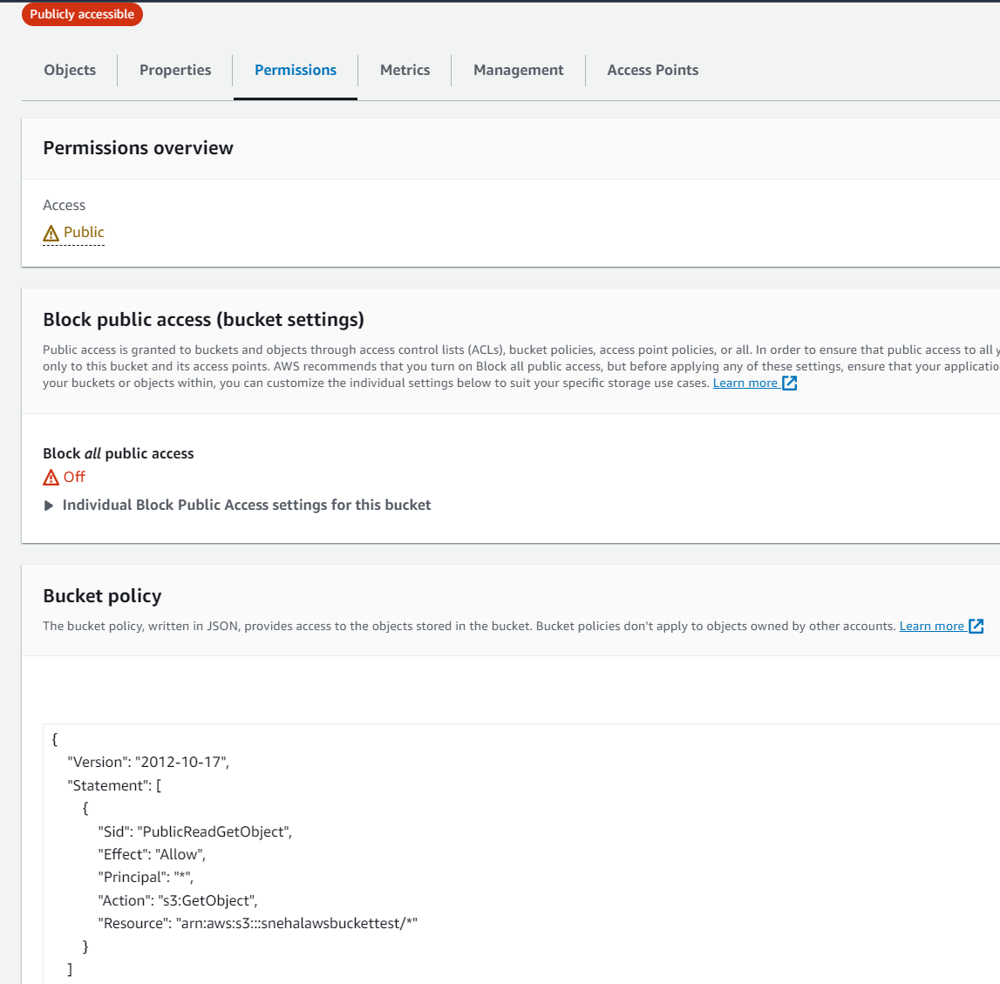 Publicly accessible
Objects
Properties
Permissions
Metrics
Management
Access Points
Permissions overview
Access
Public
Block public access (bucket settings)
Public access is granted to buckets and objects through access control lists (ACLs), bucket policies, access point policies, or all. In order to ensure that public access to all
only to this bucket and its access points. AWS recommends that you turn on Block all public access, but before applying any of these settings, ensure that your
your buckets or objects within, you can customize the individual settings below to suit your specific storage use cases. Learn more
Block all public access
Off
Individual Block Public Access settings for this bucket
Bucket policy
The bucket policy, written in JSON, provides access to the objects stored in the bucket. Bucket policies don't apply to objects owned by other accounts. Learn more
{
"Version": "2012-10-17",
"Statement": [
{
"Sid": "PublicReadGetObject",
"Effect": "Allow",
"Principal": "*",
"Action": "s3:GetObject",
"Resource": "arn:aws:s3:::snehalawsbuckettest/*"
}
]